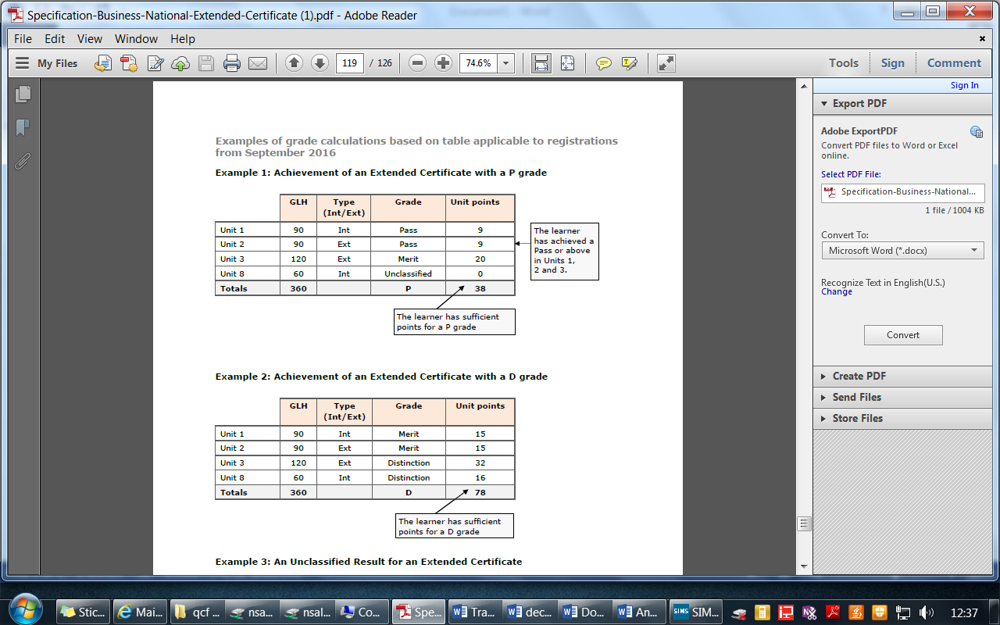 Specification-Business-National-Extended-Certificate (1).pdf - Adobe Reader
File Edit View Window Help
My Files 119 / 126 74.6% Tools Sign Comment
Sign In
Export PDF
Adobe ExportPDF
Convert PDF files to Word or Excel
online.
Select PDF File:
Specification-Business-National...
1 file / 1004 KB
Convert To:
Microsoft Word (*.docx)
Recognize Text in English(U.S.)
Change
Convert
Create PDF
Send Files
Store Files
Examples of grade calculations based on table applicable to registrations
from September 2016
Example 1: Achievement of an Extended Certificate with a P grade
GLH Type Grade Unit points
(Int/Ext)
Unit 1 90 Int Pass 9
Unit 2 90 Ext Pass 9
Unit 3 120 Ext Merit 20
Unit 8 60 Int Unclassified 0
Totals 360 P 38
The learner
has achieved a
Pass or above
in Units 1,
2 and 3.
The learner has sufficient
points for a P grade
Example 2: Achievement of an Extended Certificate with a D grade
GLH Type Grade Unit points
(Int/Ext)
Unit 1 90 Int Merit 15
Unit 2 90 Ext Merit 15
Unit 3 120 Ext Distinction 32
Unit 8 60 Int Distinction 16
Totals 360 D 78
The learner has sufficient
points for a D grade
Example 3: An Unclassified Result for an Extended Certificate
Stic... Mai... qcf ... nsa... nsal... Co... Spe... Tra... dec... Do... An... SIMS SIM... 12:37